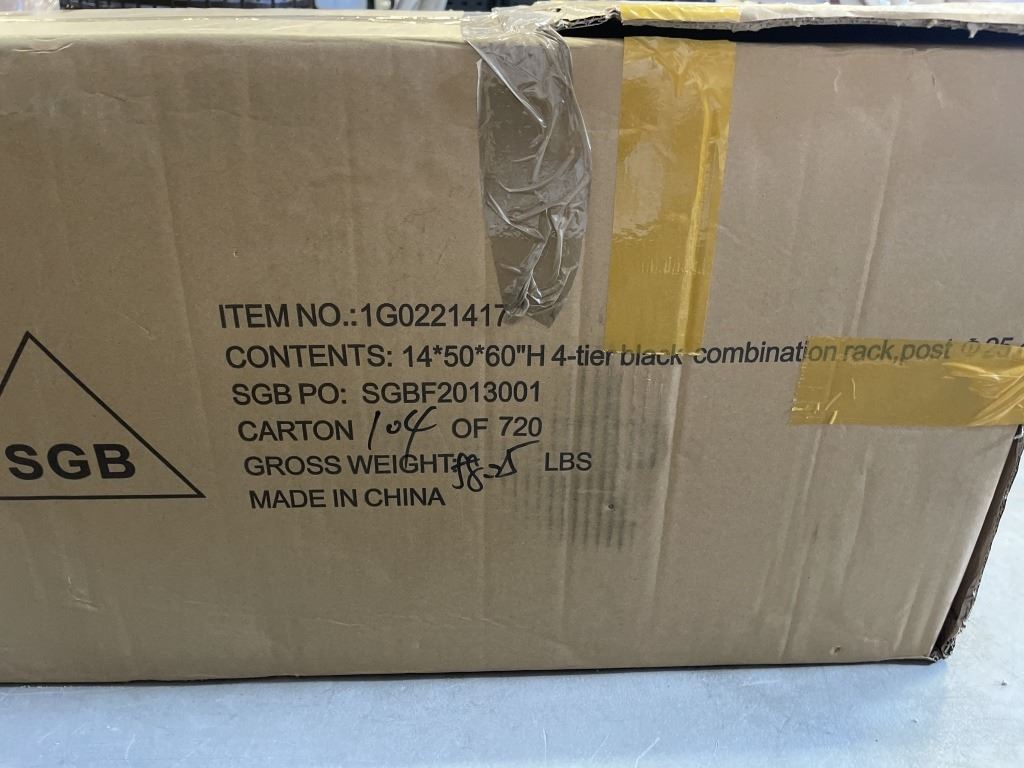 ITEM NO.:1G0221417
CONTENTS: 14*50*60"H 4-tier black combination rack,post Φ25
SGB PO: SGBF2013001
CARTON 104 OF 720
GROSS WEIGHT: LBS
MADE IN CHINA
SGB